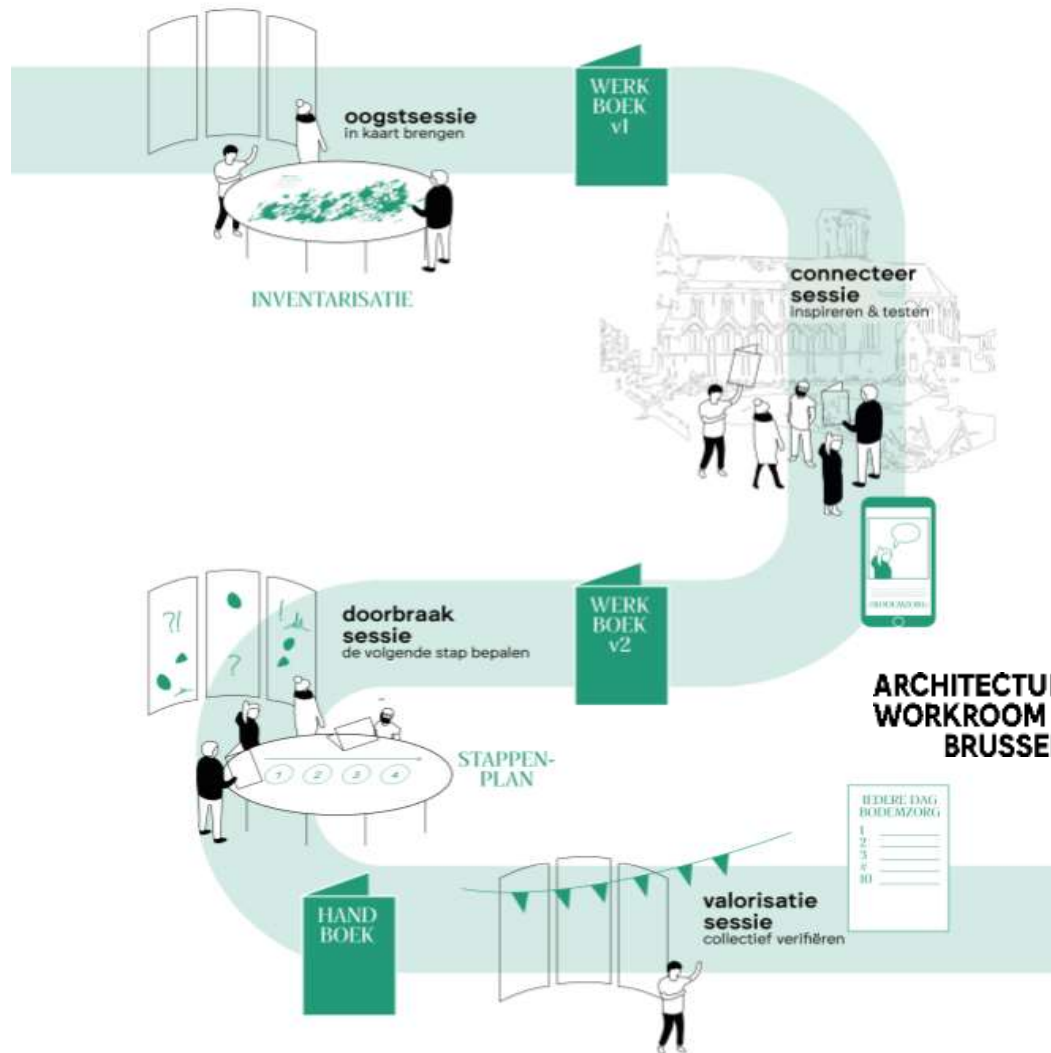 oogstsessie
in kaart brengen
WERK
BOEK
v1
INVENTARISATIE
connecteer
sessie
inspireren & testen
BODEMZORG
doorbraak
sessie
de volgende stap bepalen
?!
!
?
WERK
BOEK
v2
1 2 3 4
STAPPEN-
PLAN
ARCHITECTU
WORKROOM
BRUSSE
IEDERE DAG
BODEMZORG
1
2
3
10
HAND
BOEK
valorisatie
sessie
collectief verifiëren